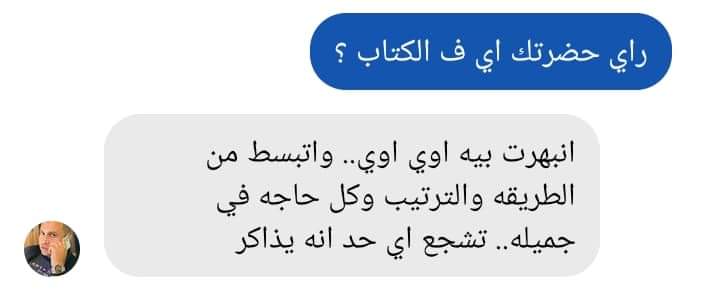 راي حضرتك اي ف الكتاب ؟
انبهرت بيه اوي اوي.. واتبسط من
الطريقه والترتيب وكل حاجه في
جميله.. تشجع اي حد انه يذاكر